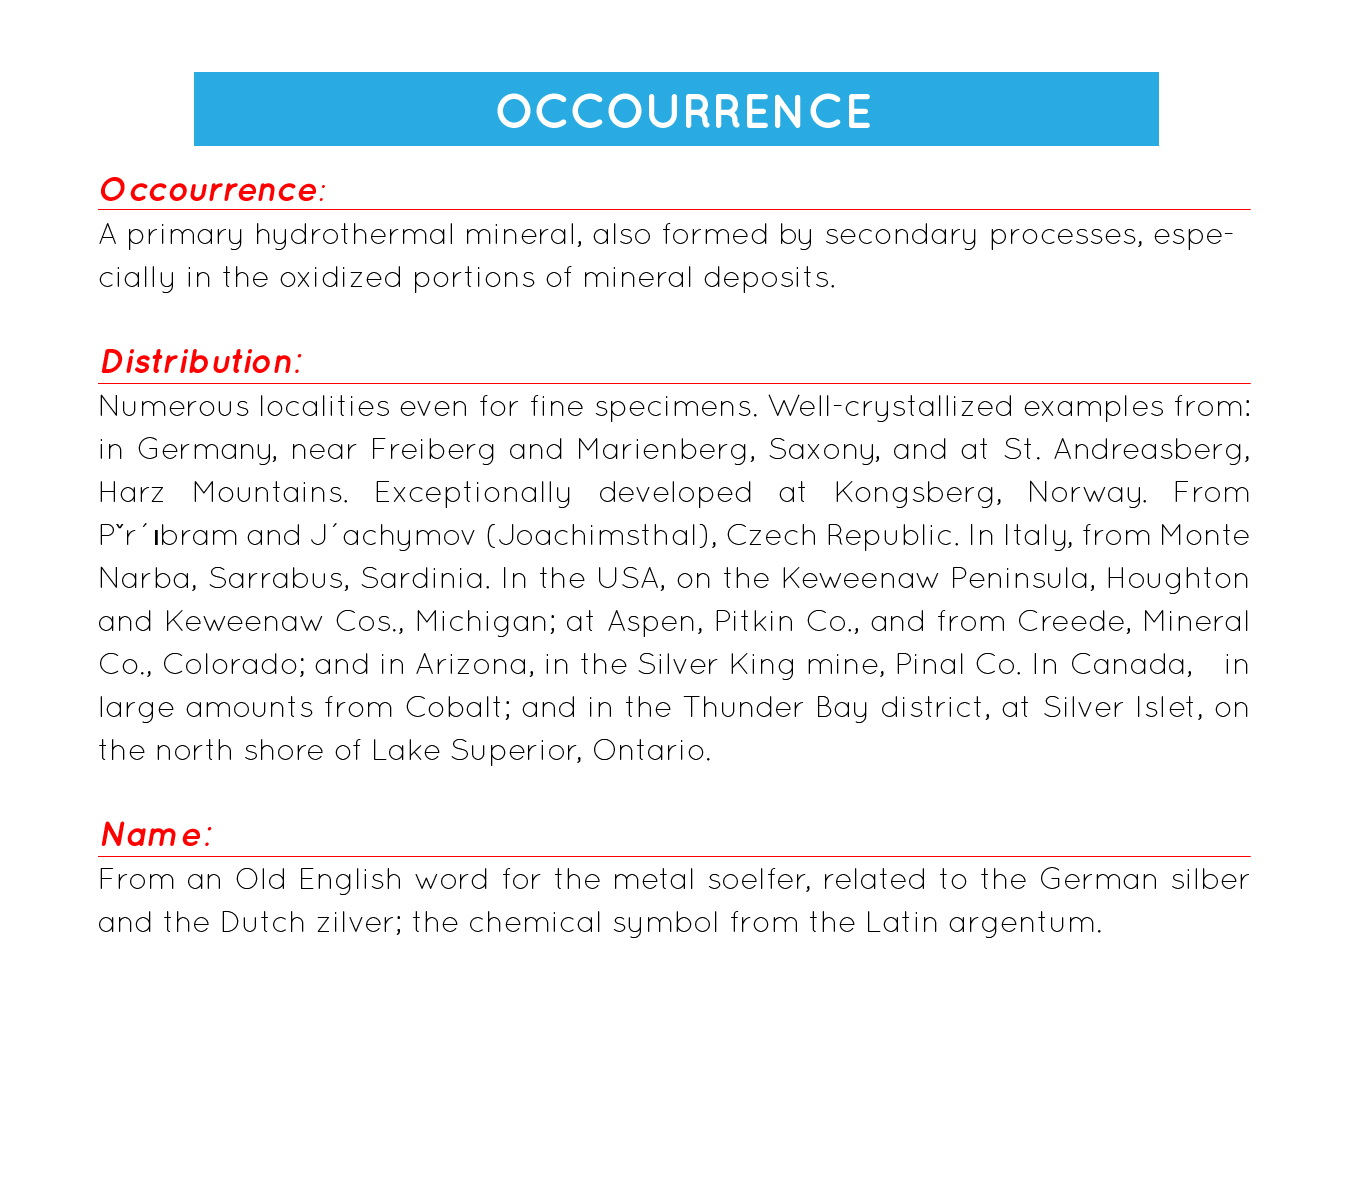 OCCOURRENCE
Occourrence:
A primary hydrothermal mineral, also formed by secondary processes, espe-
cially in the oxidized portions of mineral deposits.
Distribution:
Numerous localities even for fine specimens. Well-crystallized examples from:
in Germany, near Freiberg and Marienberg, Saxony, and at St. Andreasberg,
Harz Mountains. Exceptionally developed at Kongsberg, Norway. From
Pˇr´ıbram and J´achymov (Joachimsthal), Czech Republic. In Italy, from Monte
Narba, Sarrabus, Sardinia. In the USA, on the Keweenaw Peninsula, Houghton
and Keweenaw Cos., Michigan; at Aspen, Pitkin Co., and from Creede, Mineral
Co., Colorado; and in Arizona, in the Silver King mine, Pinal Co. In Canada, in
large amounts from Cobalt; and in the Thunder Bay district, at Silver Islet, on
the north shore of Lake Superior, Ontario.
Name:
From an Old English word for the metal soelfer, related to the German silber
and the Dutch zilver; the chemical symbol from the Latin argentum.